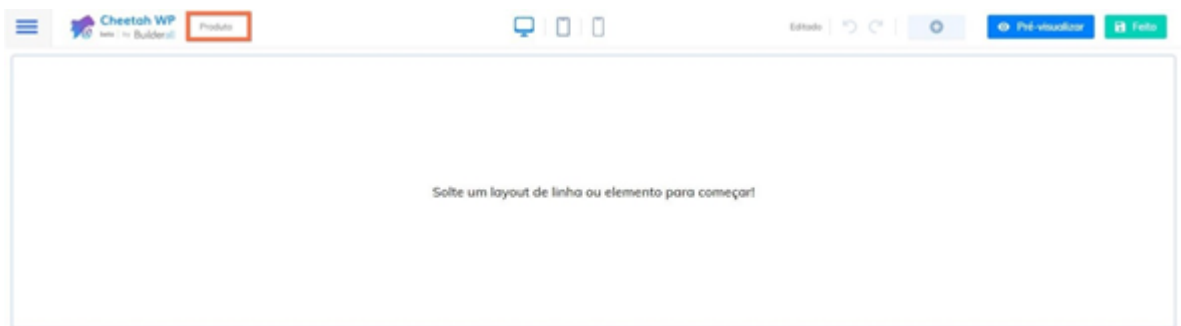 Cheetah WP
beta by Builderall
Produto
Editado
Pré-visualizar
Feito
Solte um layout de linha ou elemento para começar!